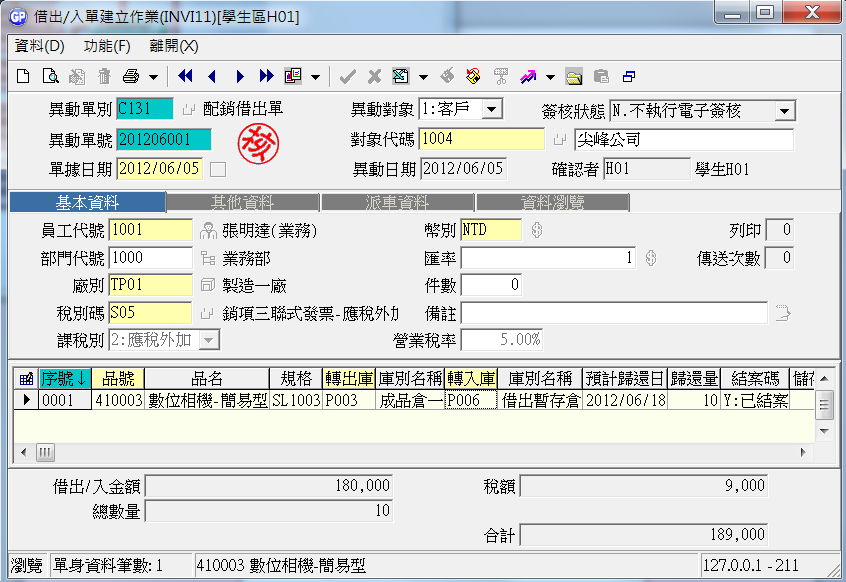 借出/入單建立作業(INVI11)[學生區H01]
資料(D) 功能(F) 離開(X)
異動單別 C131 配銷借出單 異動對象 1:客戶 簽核狀態 N.不執行電子簽核
異動單號 201206001 核 對象代碼 1004 尖峰公司
單據日期 2012/06/05 異動日期 2012/06/05 確認者 H01 學生H01
基本資料 其他資料 派車資料 資料瀏覽
員工代號 1001 張明達(業務) 幣別 NTD 列印 0
部門代號 1000 業務部 匯率 1 傳送次數 0
廠別 TP01 製造一廠 件數 0
稅別碼 S05 銷項三聯式發票-應稅外加 備註
課稅別 2:應稅外加 營業稅率 5.00%
序號↓ 品號 品名 規格 轉出庫 庫別名稱 轉入庫 庫別名稱 預計歸還日 歸還量 結案碼
0001 410003 數位相機-簡易型 SL1003 P003 成品倉一 P006 借出暫存倉 2012/06/18 10 Y:已結案
借出/入金額 180,000 稅額 9,000
總數量 10
合計 189,000
瀏覽 單身資料筆數: 1 410003 數位相機-簡易型 127.0.0.1 - 211